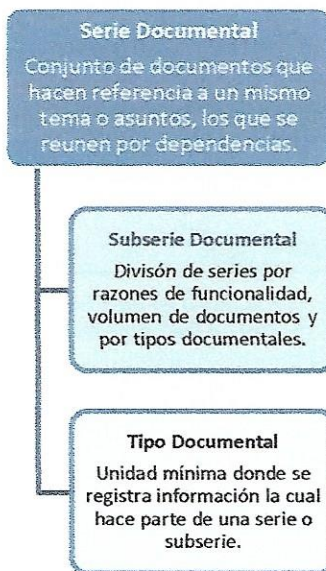 Serie Documental
Conjunto de documentos que
hacen referencia a un mismo
tema o asuntos, los que se
reunen por dependencias.
Subserie Documental
Divisón de series por
razones de funcionalidad,
volumen de documentos y
por tipos documentales.
Tipo Documental
Unidad mínima donde se
registra información la cual
hace parte de una serie o
subserie.